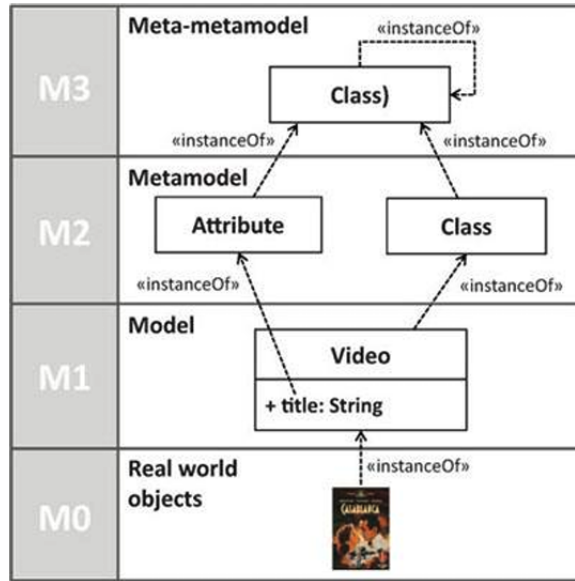 M3
Meta-metamodel
«instanceOf»
Class)
«instanceOf»
«instanceOf»
M2
Metamodel
Attribute
Class
«instanceOf»
«instanceOf»
M1
Model
Video
+ title: String
M0
Real world
objects
«instanceOf»
CASABLANCA